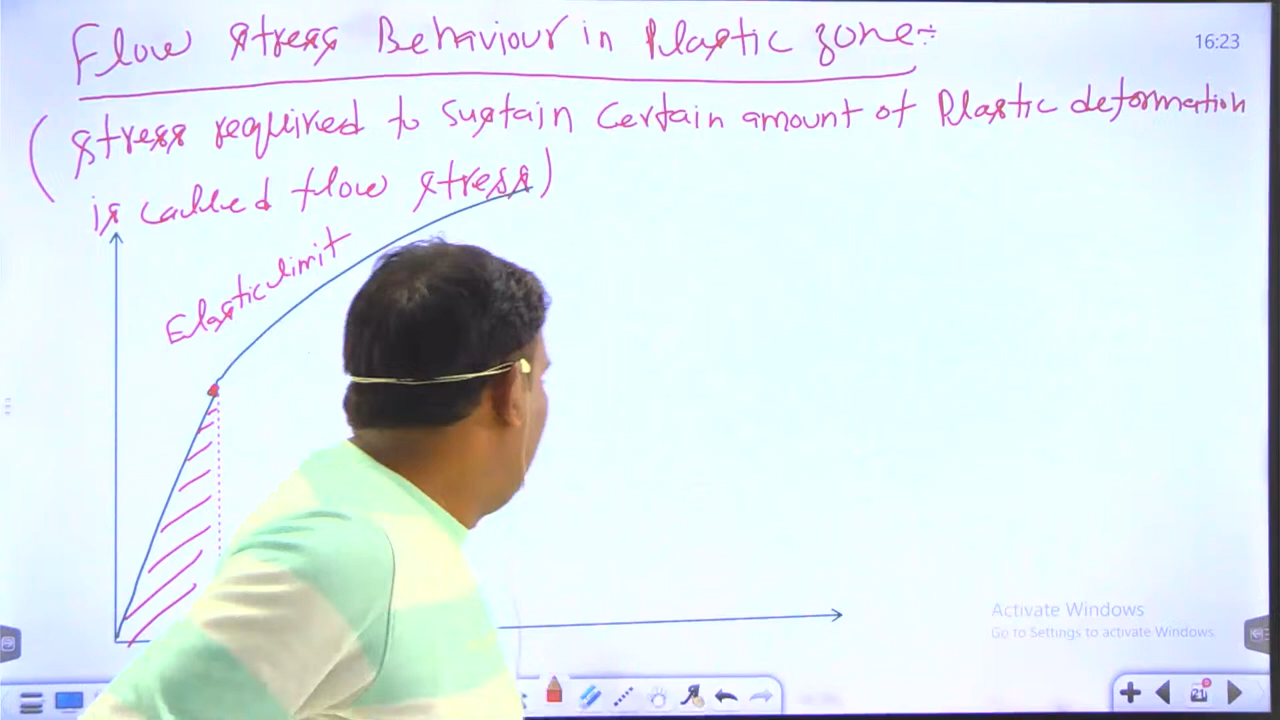 Flow stress Behaviour in Plastic zone:-
16:23
(stress required to sustain certain amount of Plastic deformation
is called flow stress)
Elastic limit
Activate Windows
Go to Settings to activate Windows.
21